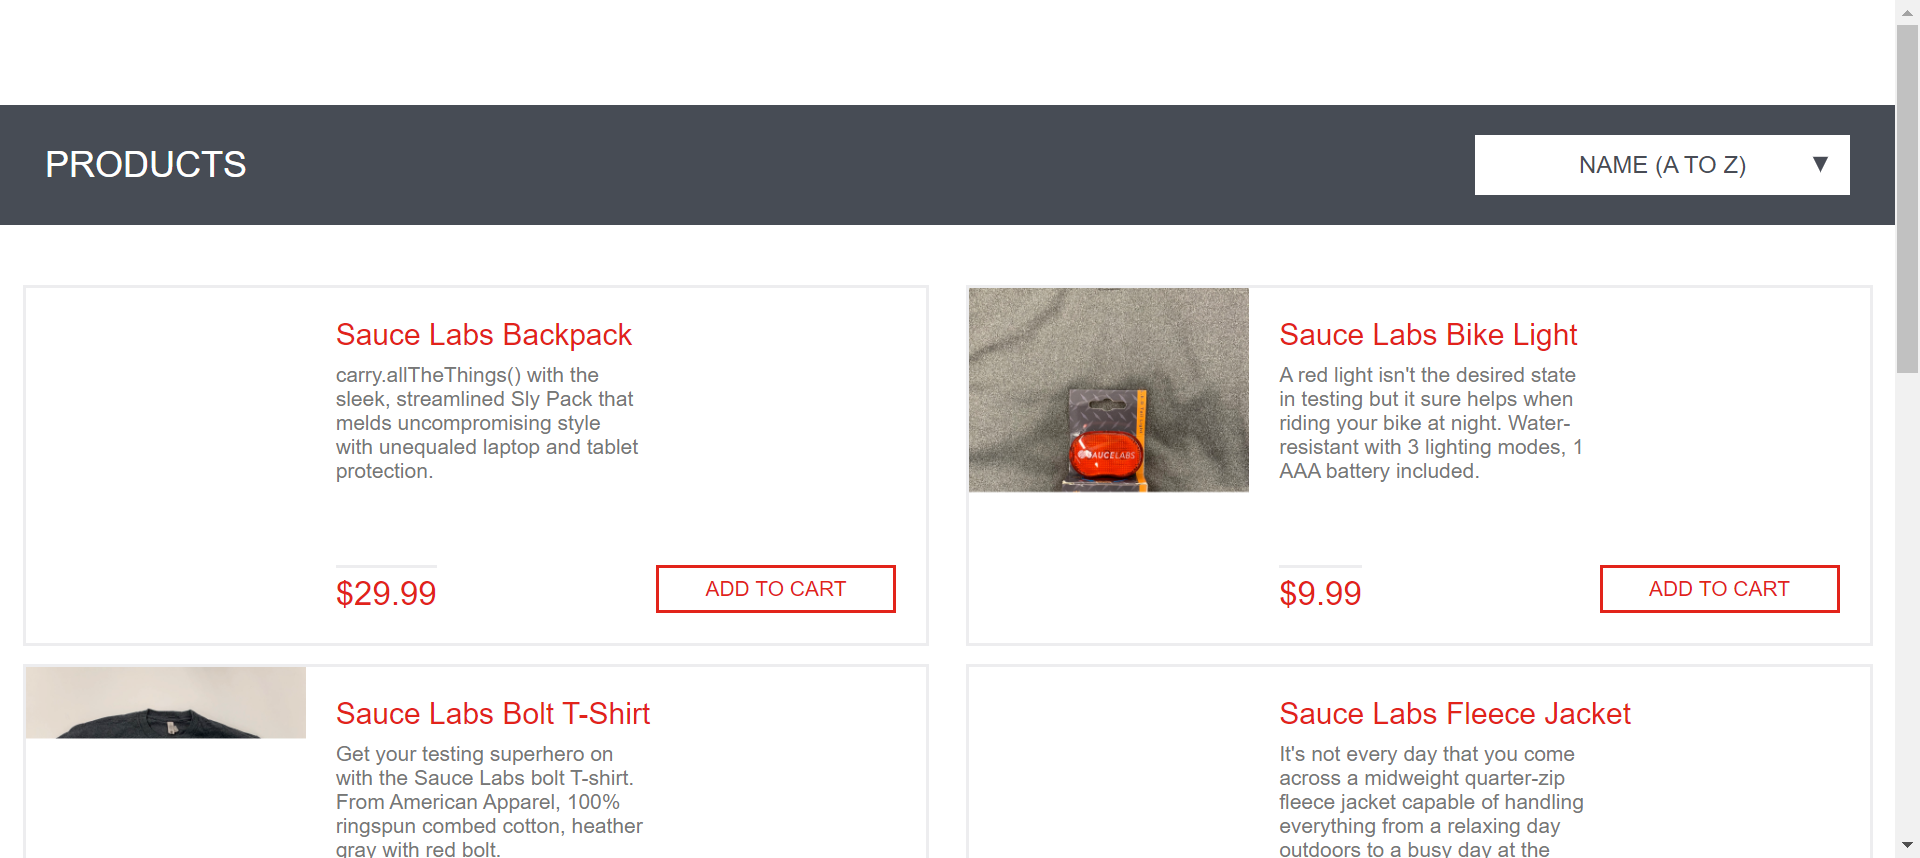 PRODUCTS
NAME (A TO Z)
Sauce Labs Backpack
carry.allTheThings() with the
sleek, streamlined Sly Pack that
melds uncompromising style
with unequaled laptop and tablet
protection.
$29.99
ADD TO CART
Sauce Labs Bike Light
A red light isn't the desired state
in testing but it sure helps when
riding your bike at night. Water-
resistant with 3 lighting modes, 1
AAA battery included.
SAUCELABS
$9.99
ADD TO CART
Sauce Labs Bolt T-Shirt
Get your testing superhero on
with the Sauce Labs bolt T-shirt.
From American Apparel, 100%
ringspun combed cotton, heather
gray with red bolt.
Sauce Labs Fleece Jacket
It's not every day that you come
across a midweight quarter-zip
fleece jacket capable of handling
everything from a relaxing day
outdoors to a busy day at the